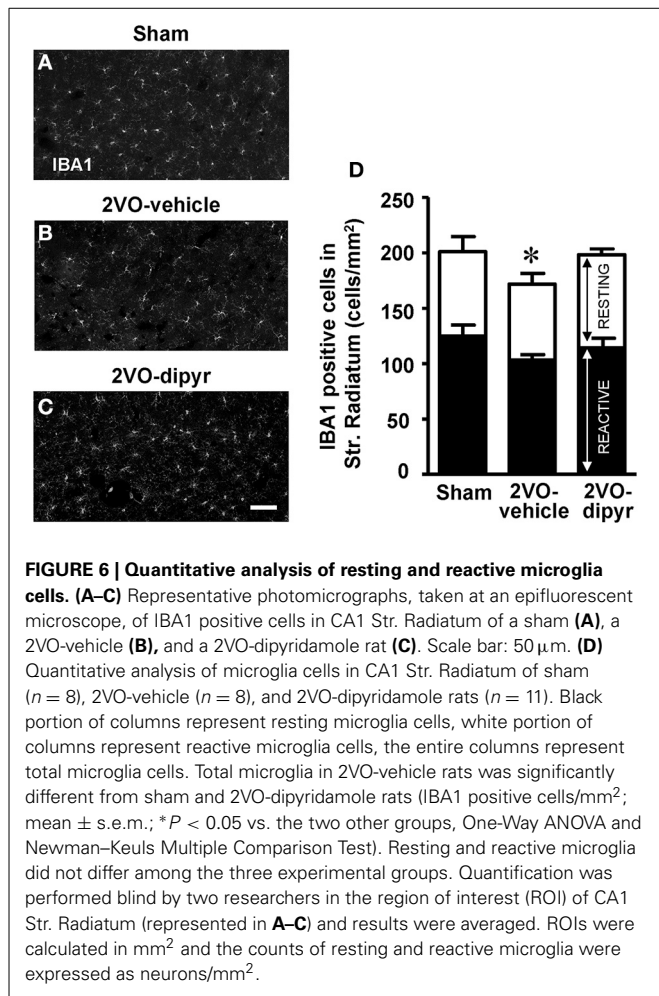 Sham
A
IBA1
2VO-vehicle
B
2VO-dipyr
C
D
IBA1 positive cells in
Str. Radiatum (cells/mm²)
250
200
150
100
50
0
*
RESTING
REACTIVE
Sham
2VO-
vehicle
2VO-
dipyr
FIGURE 6 | Quantitative analysis of resting and reactive microglia
cells. (A–C) Representative photomicrographs, taken at an epifluorescent
microscope, of IBA1 positive cells in CA1 Str. Radiatum of a sham (A), a
2VO-vehicle (B), and a 2VO-dipyridamole rat (C). Scale bar: 50 μm. (D)
Quantitative analysis of microglia cells in CA1 Str. Radiatum of sham
(n = 8), 2VO-vehicle (n = 8), and 2VO-dipyridamole rats (n = 11). Black
portion of columns represent resting microglia cells, white portion of
columns represent reactive microglia cells, the entire columns represent
total microglia cells. Total microglia in 2VO-vehicle rats was significantly
different from sham and 2VO-dipyridamole rats (IBA1 positive cells/mm²;
mean ± s.e.m.; *P < 0.05 vs. the two other groups, One-Way ANOVA and
Newman–Keuls Multiple Comparison Test). Resting and reactive microglia
did not differ among the three experimental groups. Quantification was
performed blind by two researchers in the region of interest (ROI) of CA1
Str. Radiatum (represented in A–C) and results were averaged. ROIs were
calculated in mm² and the counts of resting and reactive microglia were
expressed as neurons/mm².